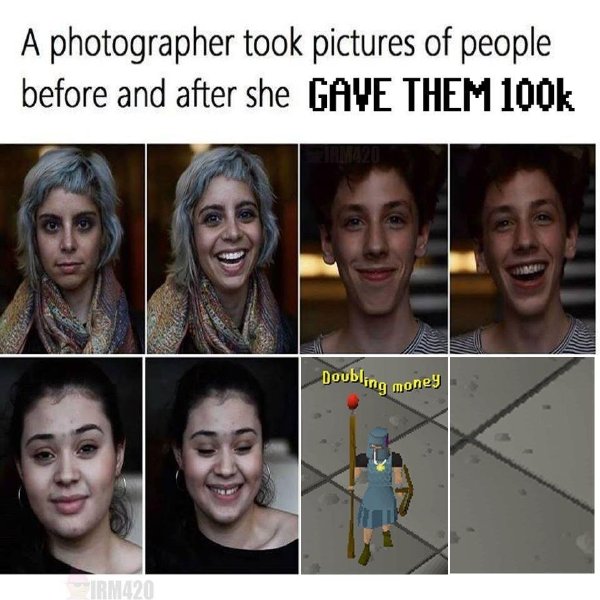 A photographer took pictures of people
before and after she GAVE THEM 100k
IRM420
Doubling money
IRM420